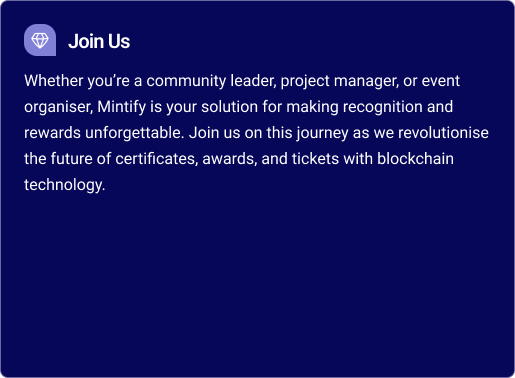 Join Us
Whether you’re a community leader, project manager, or event
organiser, Mintify is your solution for making recognition and
rewards unforgettable. Join us on this journey as we revolutionise
the future of certificates, awards, and tickets with blockchain
technology.